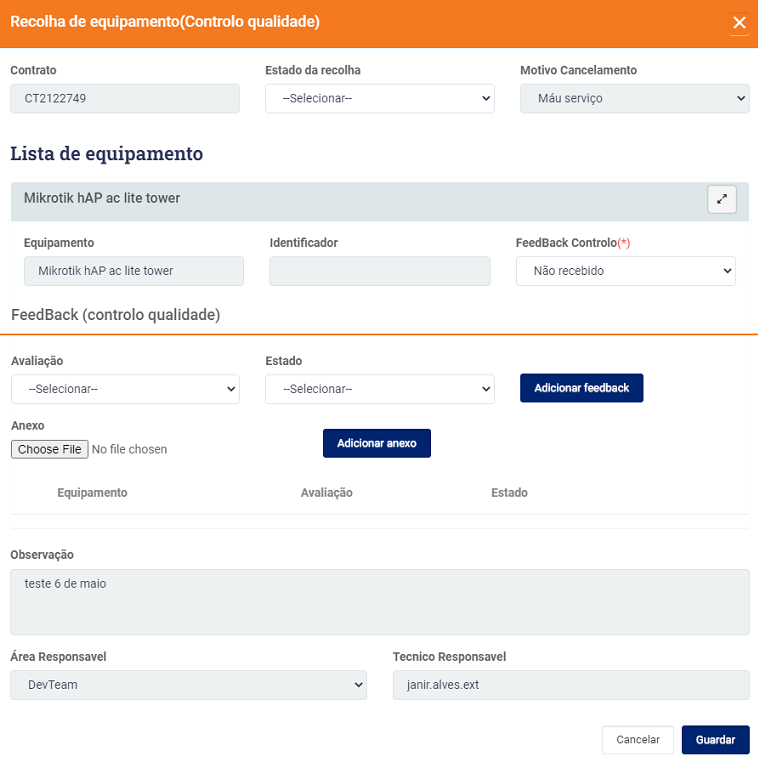 Recolha de equipamento(Controlo qualidade)
Contrato Estado da recolha Motivo Cancelamento
CT2122749 --Selecionar-- Máu serviço
Lista de equipamento
Mikrotik hAP ac lite tower
Equipamento Identificador FeedBack Controlo(*)
Mikrotik hAP ac lite tower Não recebido
FeedBack (controlo qualidade)
Avaliação Estado
--Selecionar-- --Selecionar-- Adicionar feedback
Anexo
Choose File No file chosen Adicionar anexo
Equipamento Avaliação Estado
Observação
teste 6 de maio
Área Responsavel Tecnico Responsavel
DevTeam janir.alves.ext
Cancelar Guardar